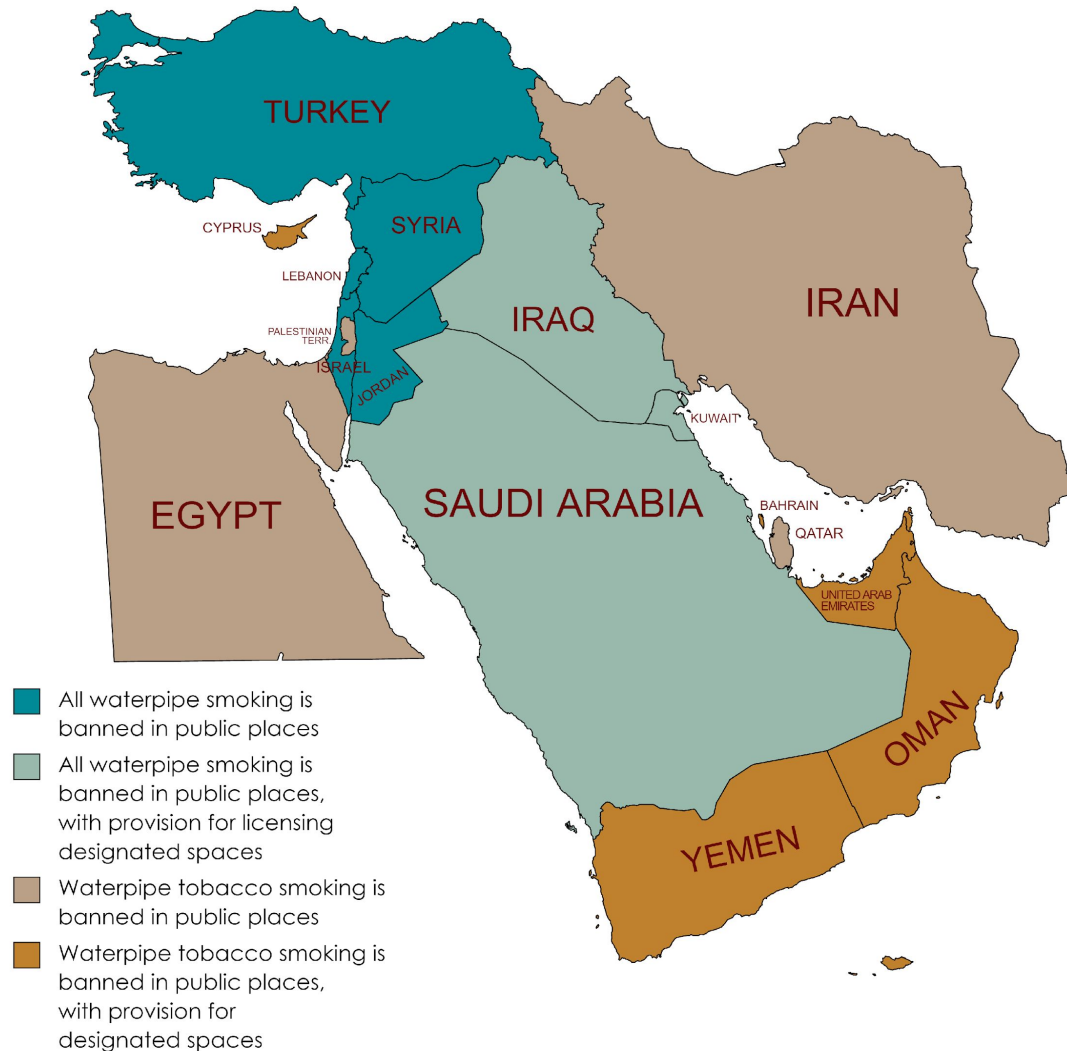 TURKEY
CYPRUS
SYRIA
LEBANON
IRAQ
IRAN
PALESTINIAN
TERR.
ISRAEL
JORDAN
KUWAIT
EGYPT
SAUDI ARABIA
BAHRAIN
QATAR
UNITED ARAB
EMIRATES
OMAN
YEMEN
All waterpipe smoking is
banned in public places
All waterpipe smoking is
banned in public places,
with provision for licensing
designated spaces
Waterpipe tobacco smoking is
banned in public places
Waterpipe tobacco smoking is
banned in public places,
with provision for
designated spaces